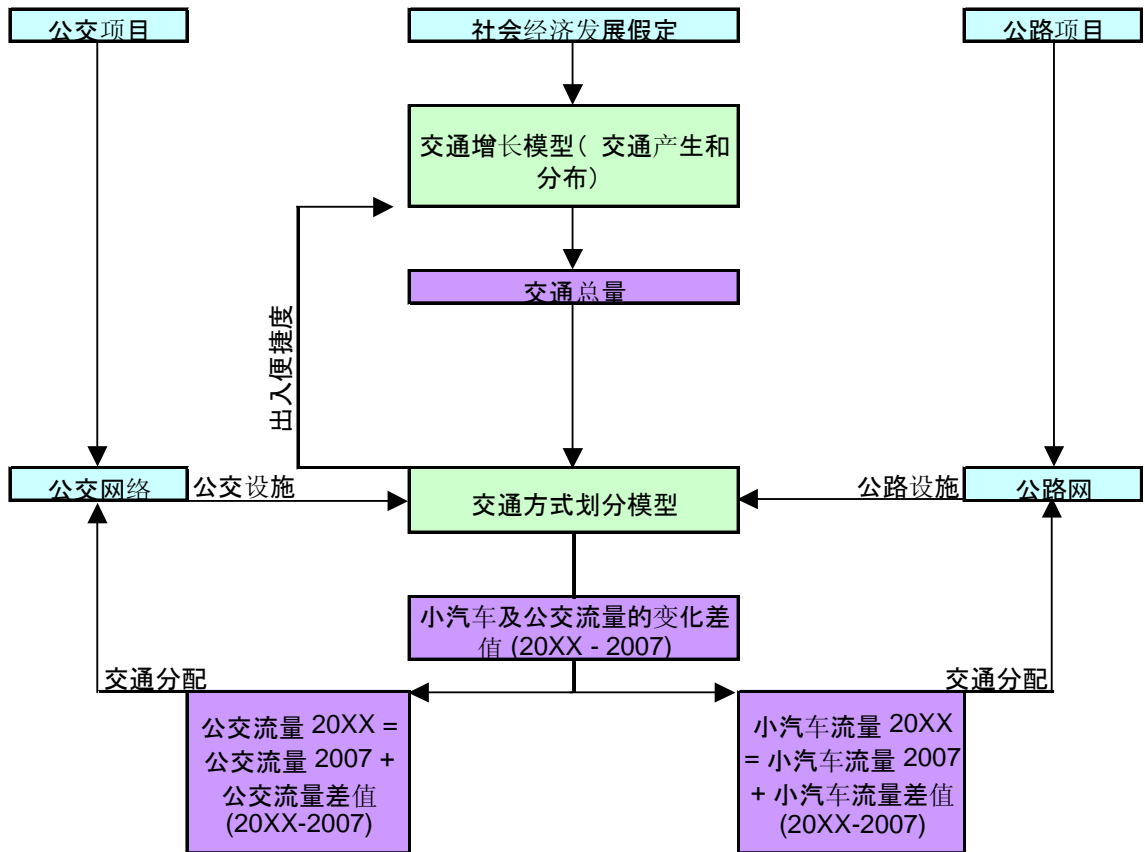 公交项目
社会经济发展假定
公路项目
交通增长模型( 交通产生和
分布)
交通总量
出入便捷度
公交网络
公交设施
交通方式划分模型
公路设施
公路网
小汽车及公交流量的变化差
值 (20XX - 2007)
交通分配
交通分配
公交流量 20XX =
公交流量 2007 +
公交流量差值
(20XX-2007)
小汽车流量 20XX
= 小汽车流量 2007
+ 小汽车流量差值
(20XX-2007)